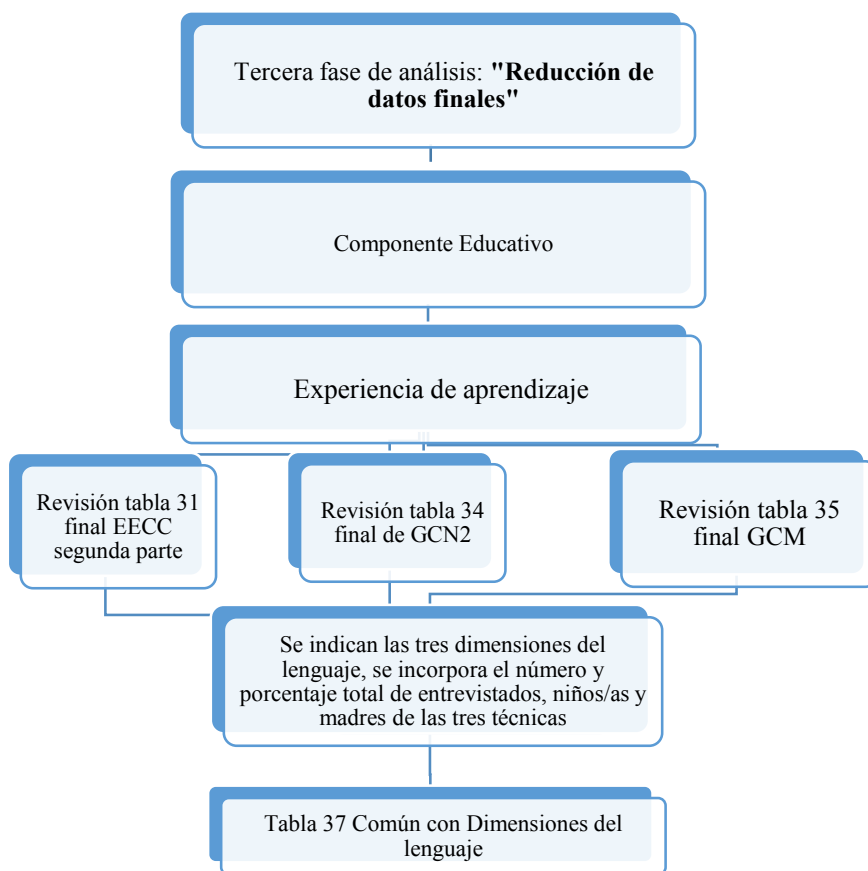 Tercera fase de análisis: "Reducción de
datos finales"
Componente Educativo
Experiencia de aprendizaje
Revisión tabla 31
final EECC
segunda parte
Revisión tabla 34
final de GCN2
Revisión tabla 35
final GCM
Se indican las tres dimensiones del
lenguaje, se incorpora el número y
porcentaje total de entrevistados, niños/as y
madres de las tres técnicas
Tabla 37 Común con Dimensiones del
lenguaje